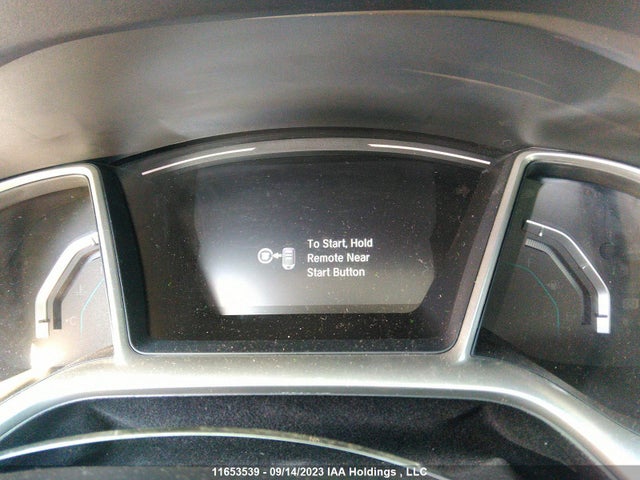 To Start, Hold
Remote Near
Start Button
11653539 - 09/14/2023 IAA Holdings , LLC